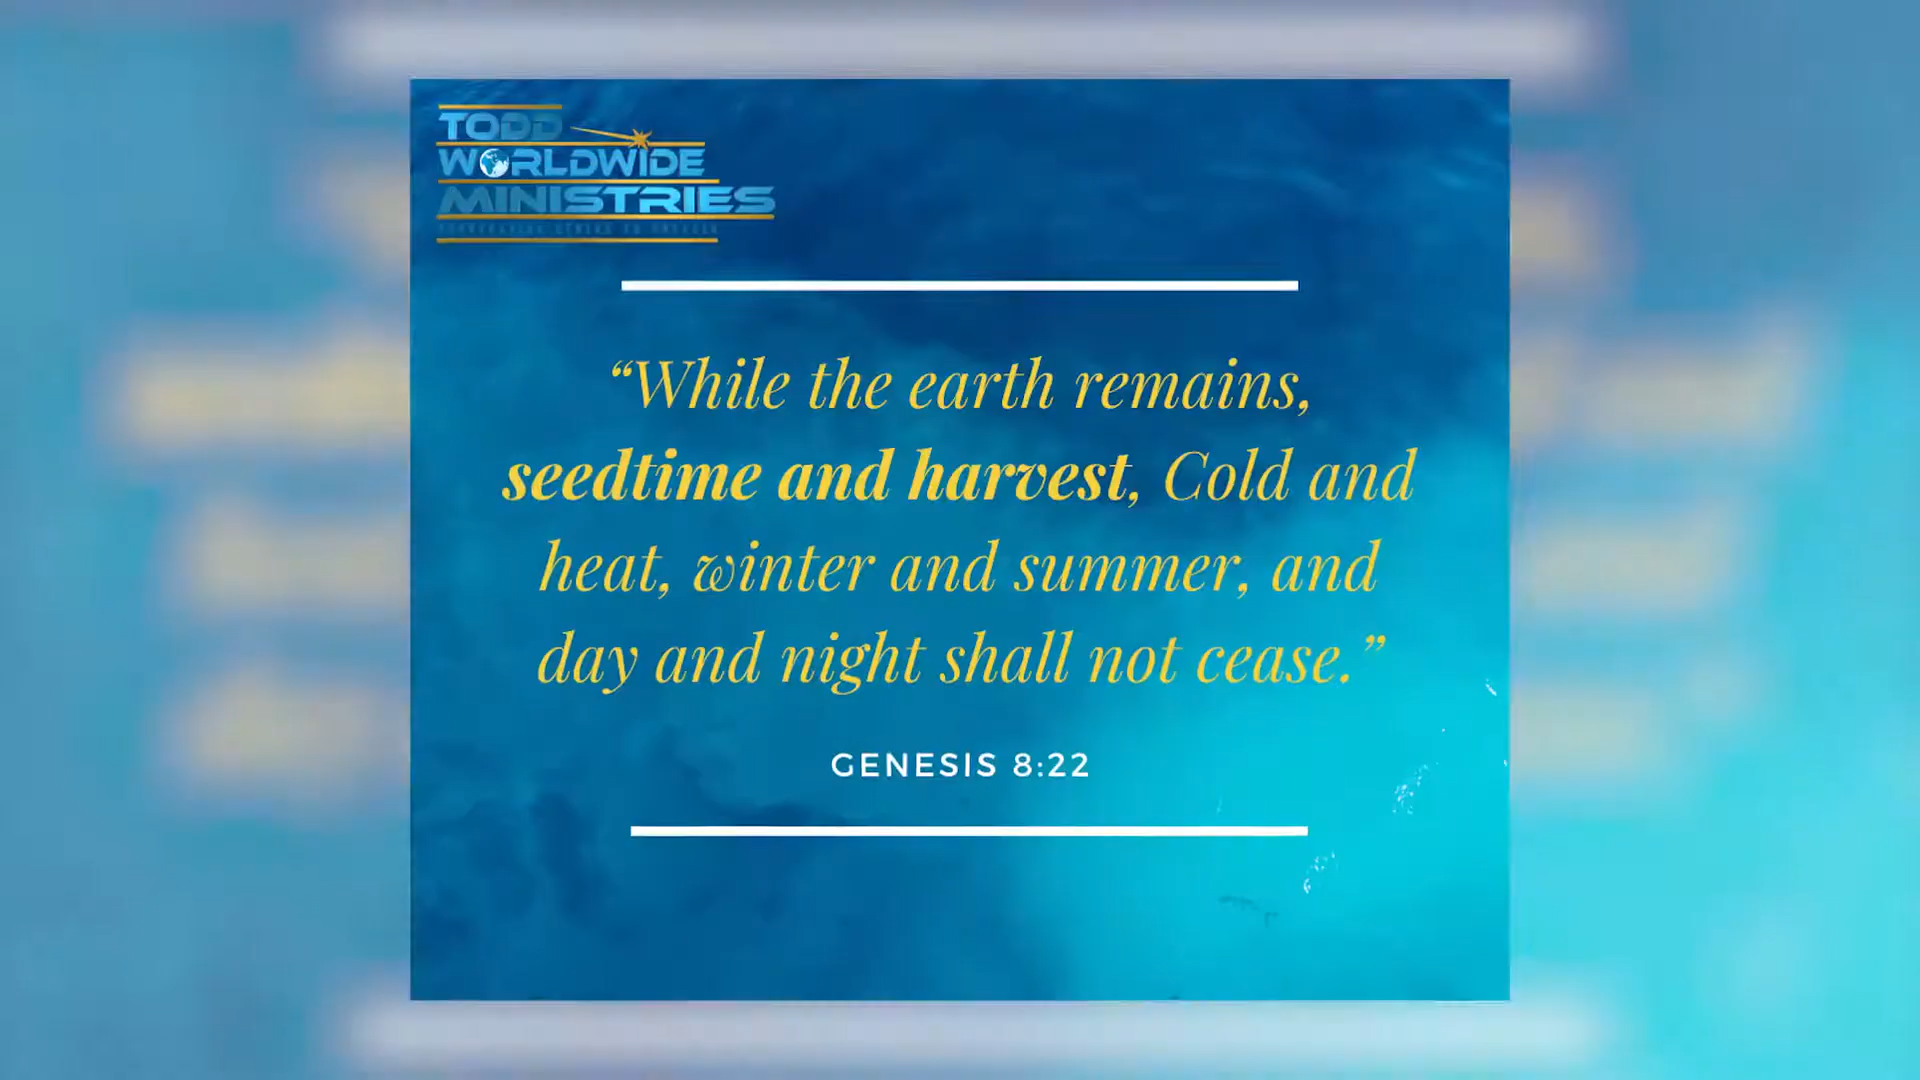 TODD
WORLDWIDE
MINISTRIES
“While the earth remains,
seedtime and harvest, Cold and
heat, winter and summer, and
day and night shall not cease.”
GENESIS 8:22